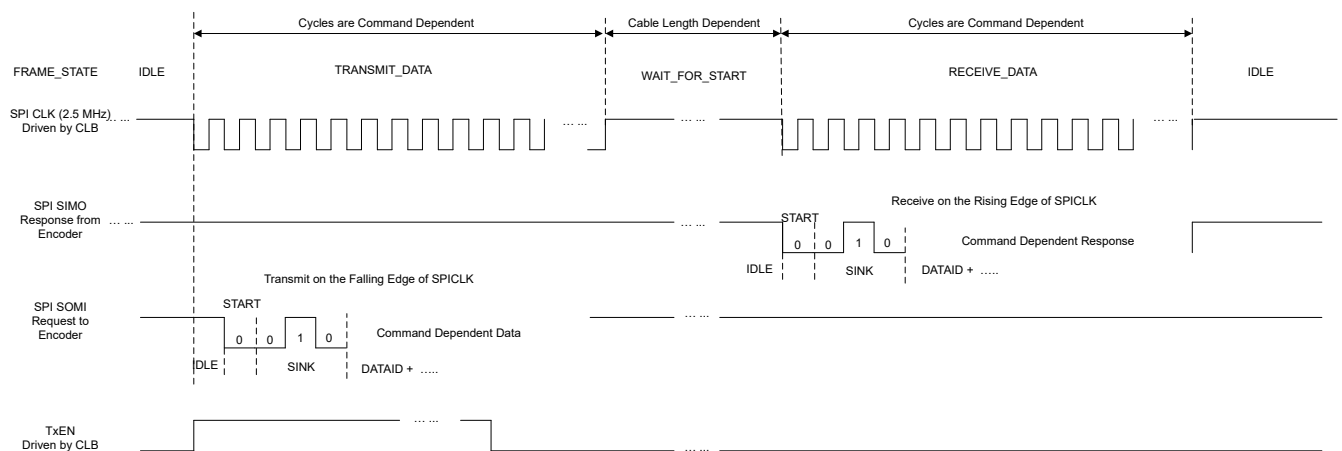 Cycles are Command Dependent
Cable Length Dependent
Cycles are Command Dependent
FRAME_STATE
IDLE
TRANSMIT_DATA
WAIT_FOR_START
RECEIVE_DATA
IDLE
SPI CLK (2.5 MHz)
Driven by CLB
... ...
... ...
... ...
... ...
SPI SIMO
Response from
Encoder
... ...
... ...
Receive on the Rising Edge of SPICLK
START
0 0 1 0
Command Dependent Response
IDLE
SINK
DATAID + .....
Transmit on the Falling Edge of SPICLK
SPI SOMI
Request to
Encoder
START
0 0 1 0
Command Dependent Data
... ...
IDLE
SINK
DATAID + .....
TxEN
Driven by CLB
... ...
... ...